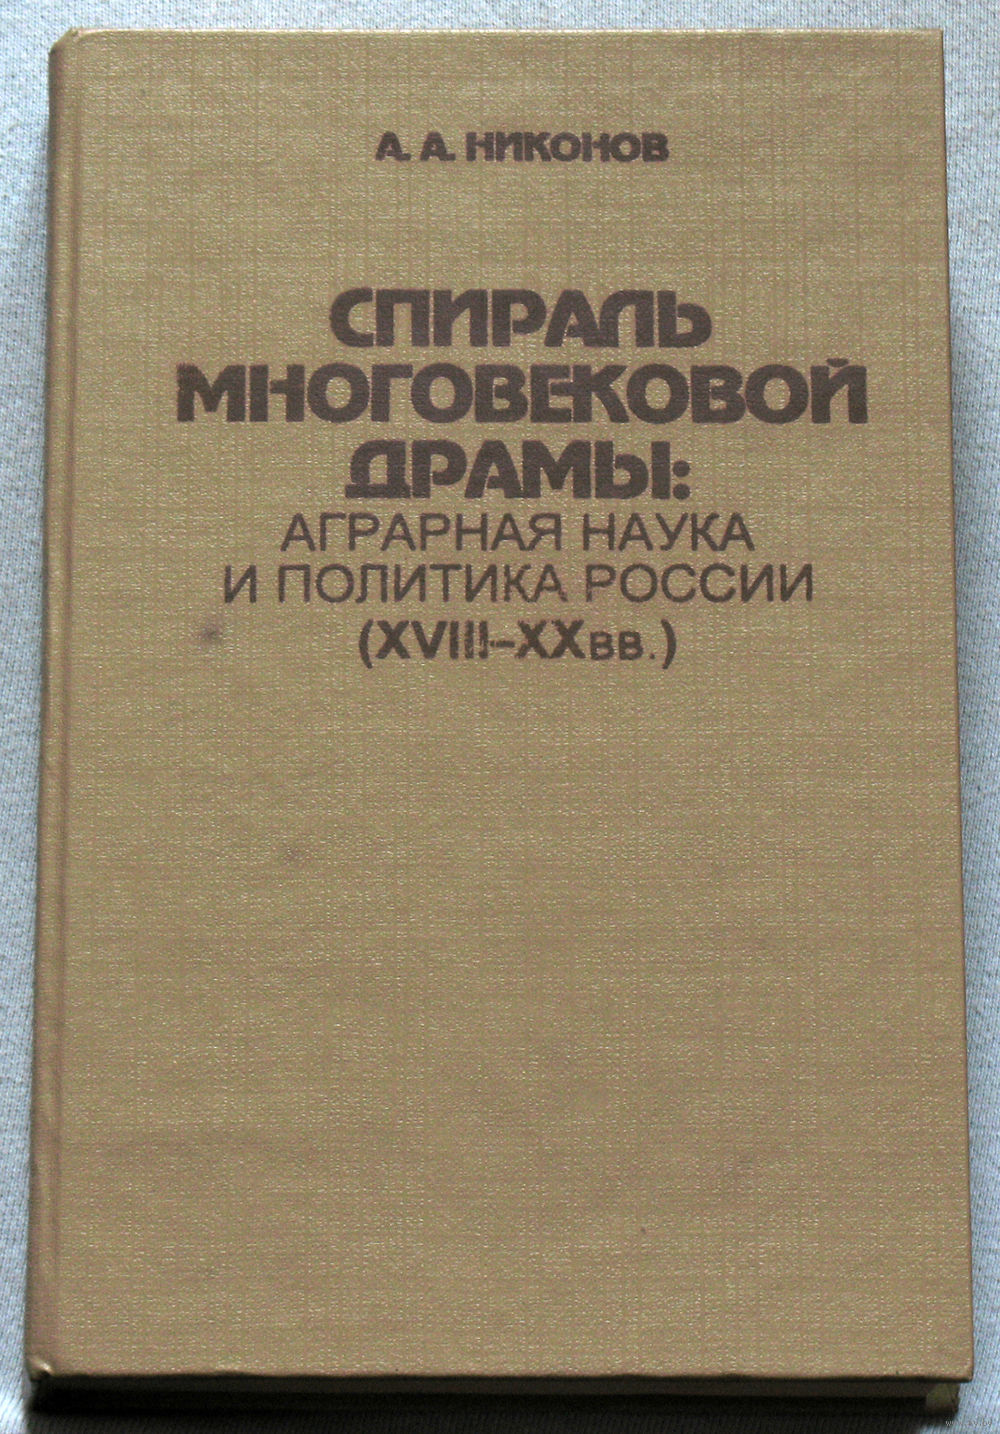 А. А. НИКОНОВ
СПИРАЛЬ
МНОГОВЕКОВОЙ
ДРАМЫ:
АГРАРНАЯ НАУКА
И ПОЛИТИКА РОССИИ
(XVIII–XXвв.)